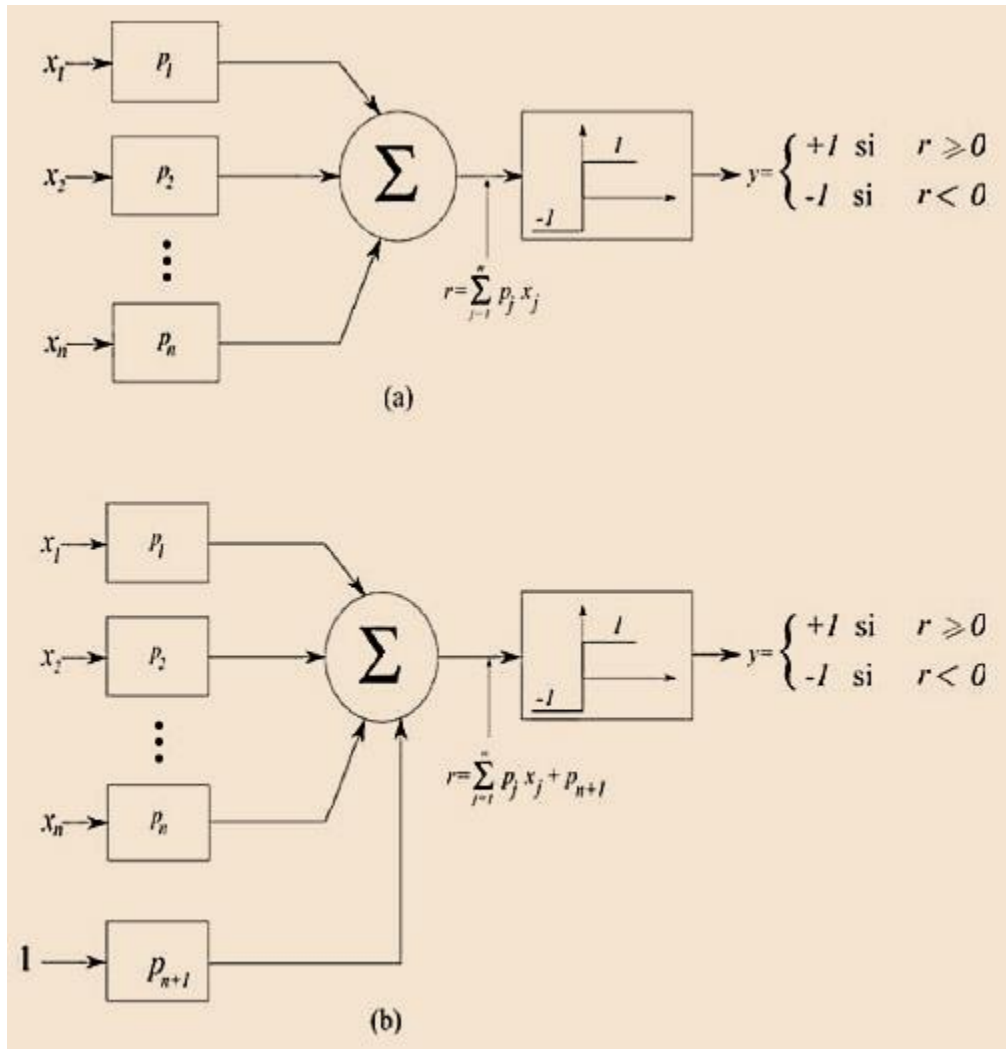 x₁ p₁
x₂ p₂
xₙ pₙ
Σ
1
-1
y= { +1 si r ⩾ 0
-1 si r < 0
r = Σ pⱼ xⱼ
(a)
x₁ p₁
x₂ p₂
xₙ pₙ
1 pₙ₊₁
Σ
1
-1
y= { +1 si r ⩾ 0
-1 si r < 0
r = Σ pⱼ xⱼ + pₙ₊₁
(b)